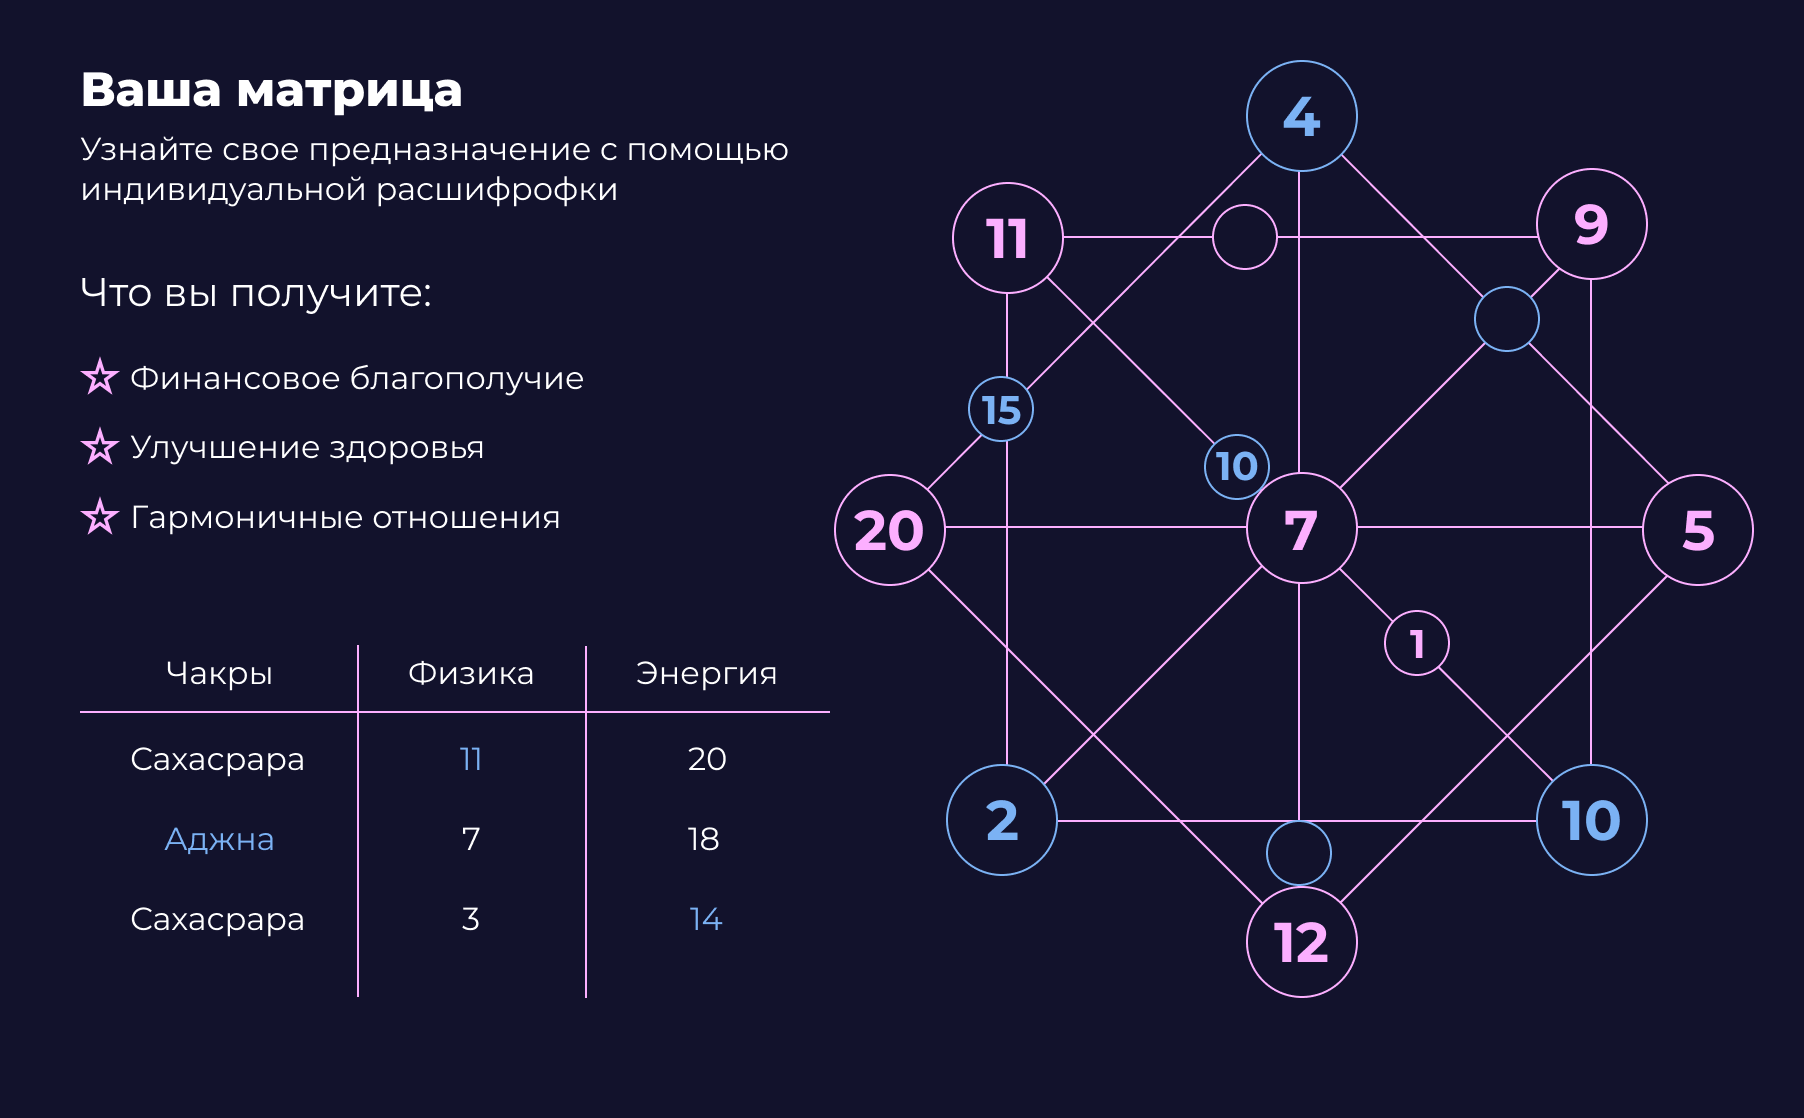 Ваша матрица
Узнайте свое предназначение с помощью
индивидуальной расшифрофки
Что вы получите:
Финансовое благополучие
Улучшение здоровья
Гармоничные отношения
Чакры Физика Энергия
Сахасрара 11 20
Аджна 7 18
Сахасрара 3 14
4
11 9
15
10
20 7 5
1
2 10
12